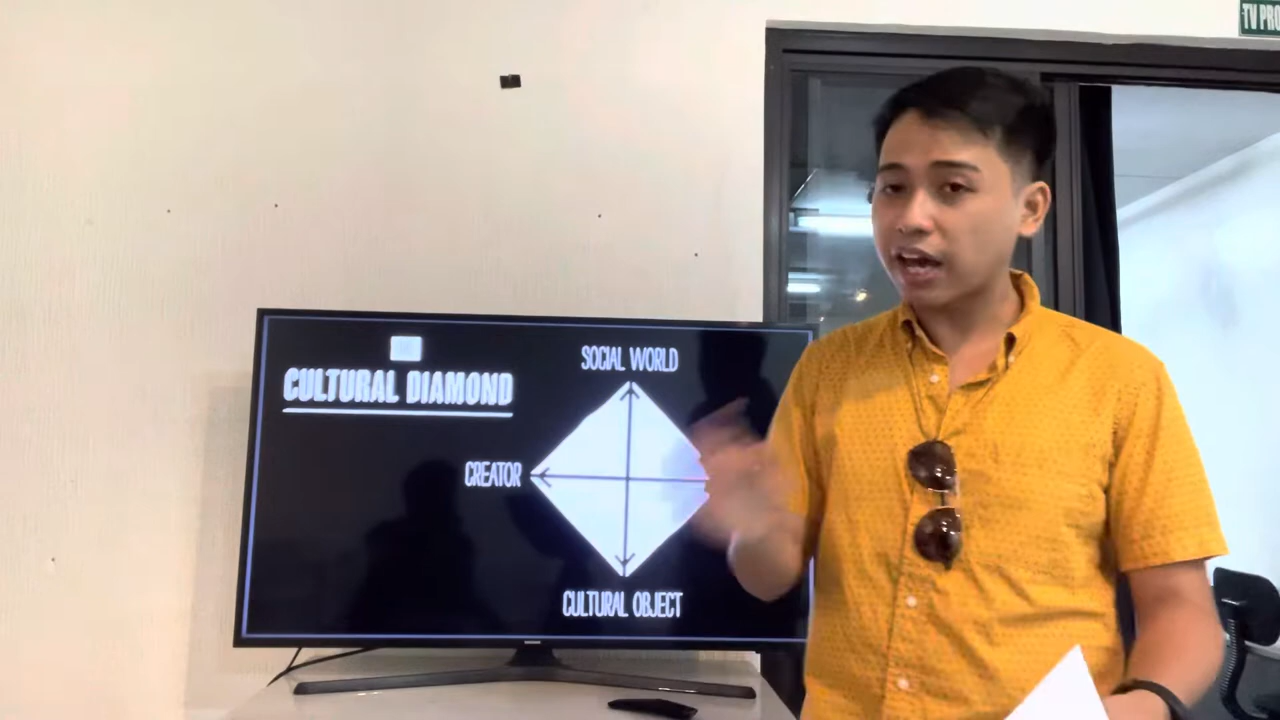 TV PRO
SOCIAL WORLD
CULTURAL DIAMOND
CREATOR
CULTURAL OBJECT